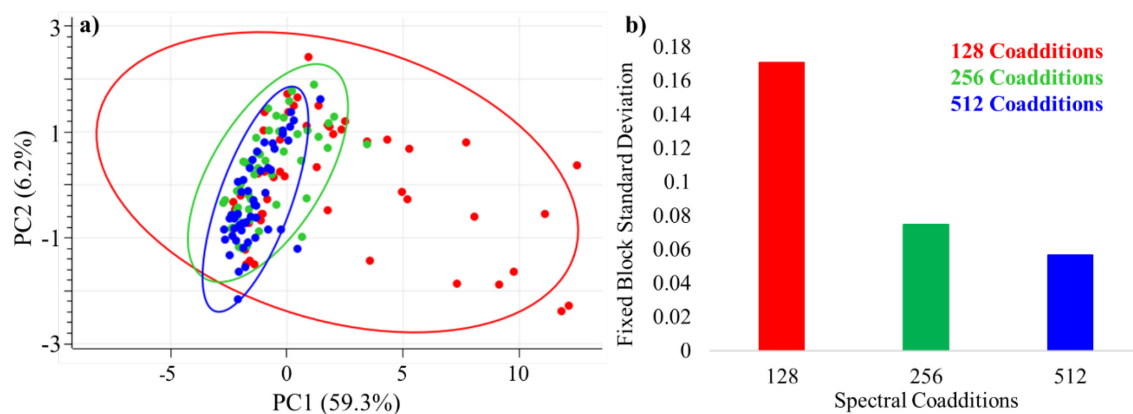 a)
3
1
-1
-3
PC2 (6.2%)
-5
0
5
10
PC1 (59.3%)
b)
0.18
0.16
0.14
0.12
0.1
0.08
0.06
0.04
0.02
0
Fixed Block Standard Deviation
128 Coadditions
256 Coadditions
512 Coadditions
128
256
512
Spectral Coadditions